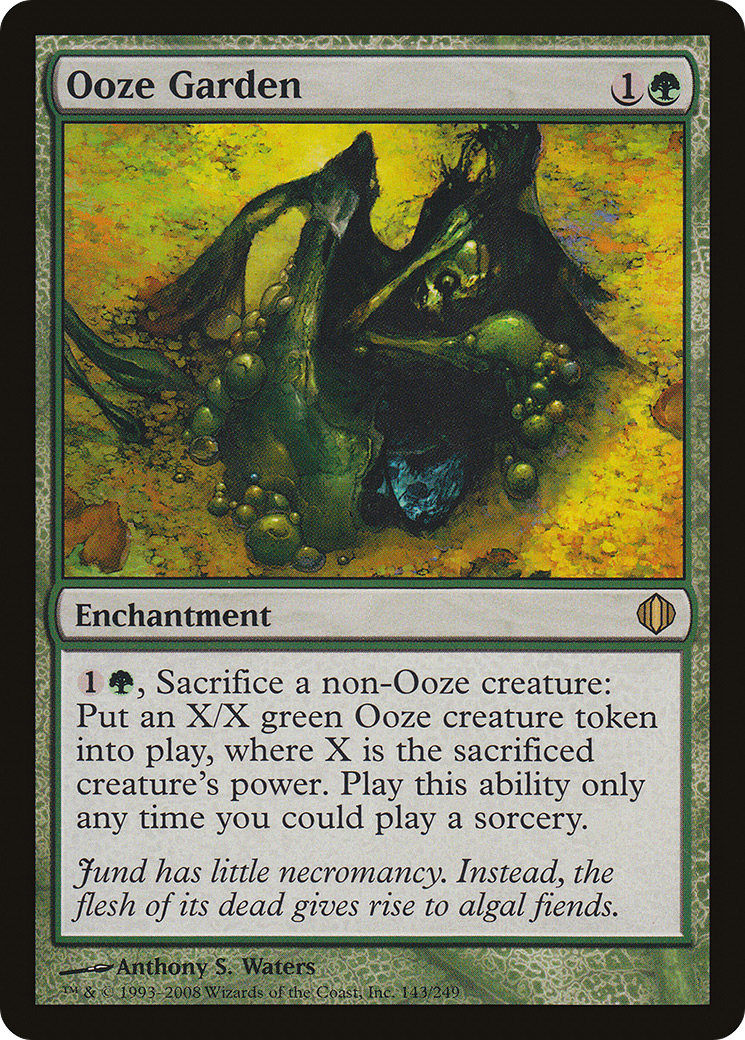 Ooze Garden 1
Enchantment
1, Sacrifice a non-Ooze creature:
Put an X/X green Ooze creature token
into play, where X is the sacrificed
creature's power. Play this ability only
any time you could play a sorcery.
Jund has little necromancy. Instead, the
flesh of its dead gives rise to algal fiends.
Anthony S. Waters
™ & © 1993–2008 Wizards of the Coast, Inc. 143/249